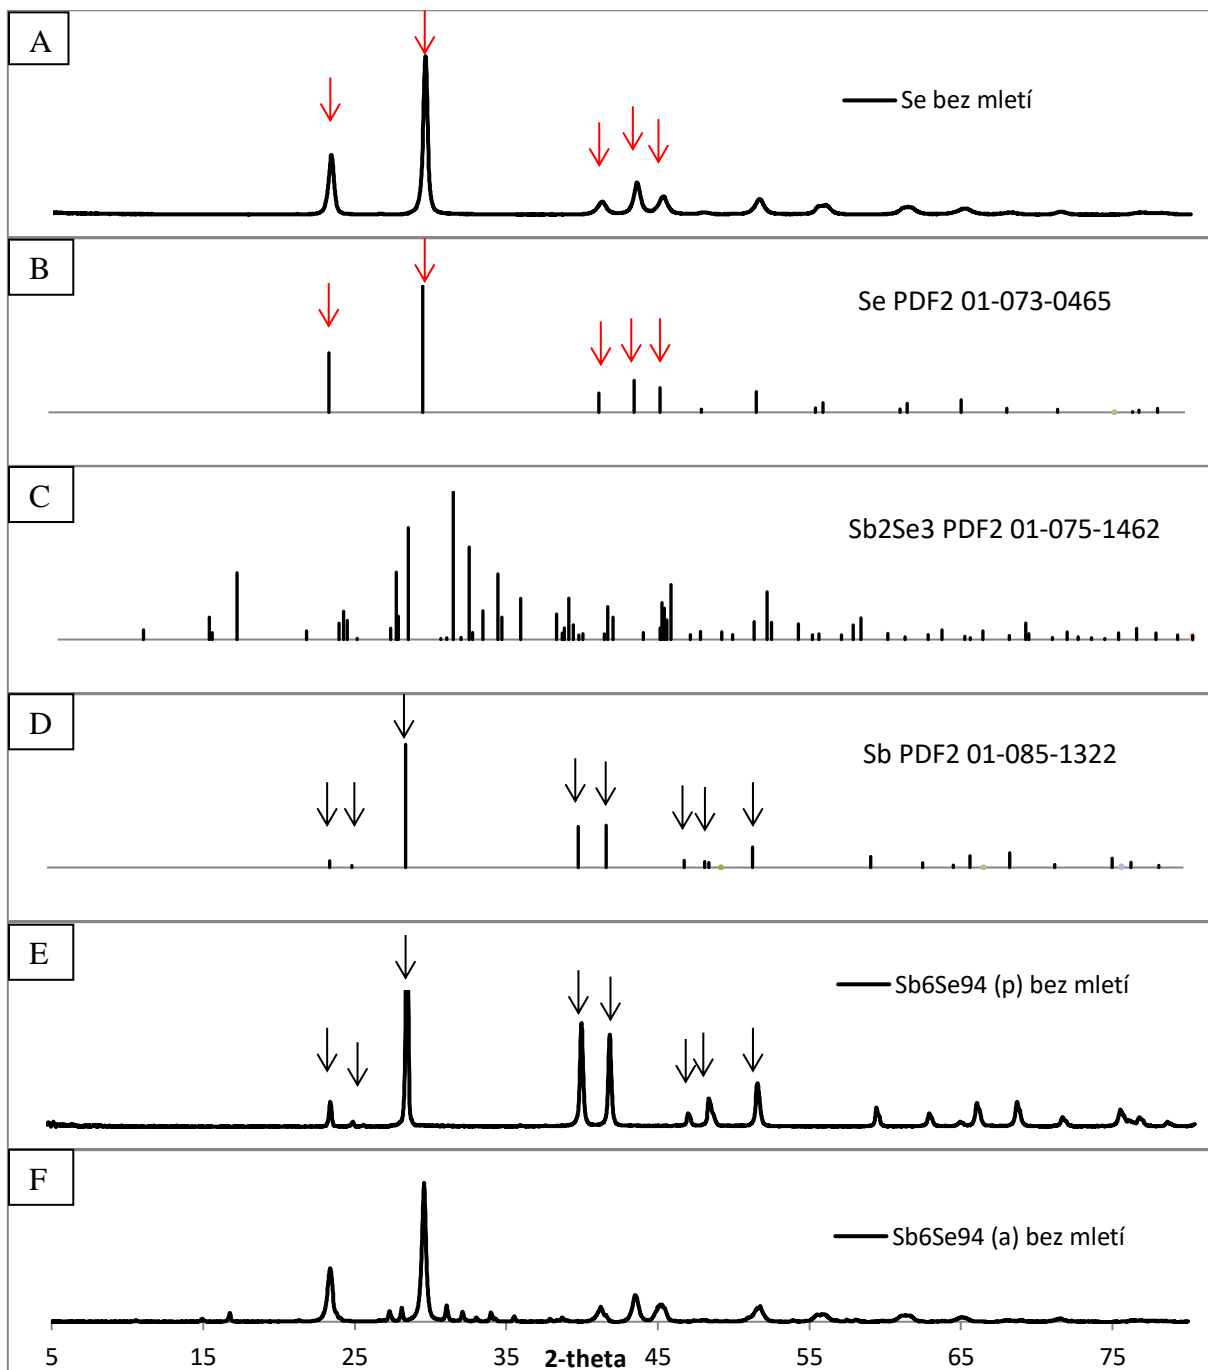 A
Se bez mletí
B
Se PDF2 01-073-0465
C
Sb2Se3 PDF2 01-075-1462
D
Sb PDF2 01-085-1322
E
Sb6Se94 (p) bez mletí
F
Sb6Se94 (a) bez mletí
5 15 25 35 2-theta 45 55 65 75